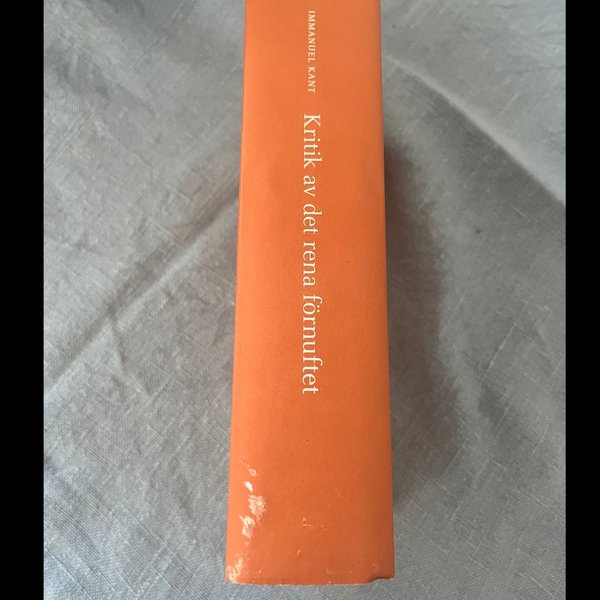 IMMANUEL KANT
Kritik av det rena förnuftet